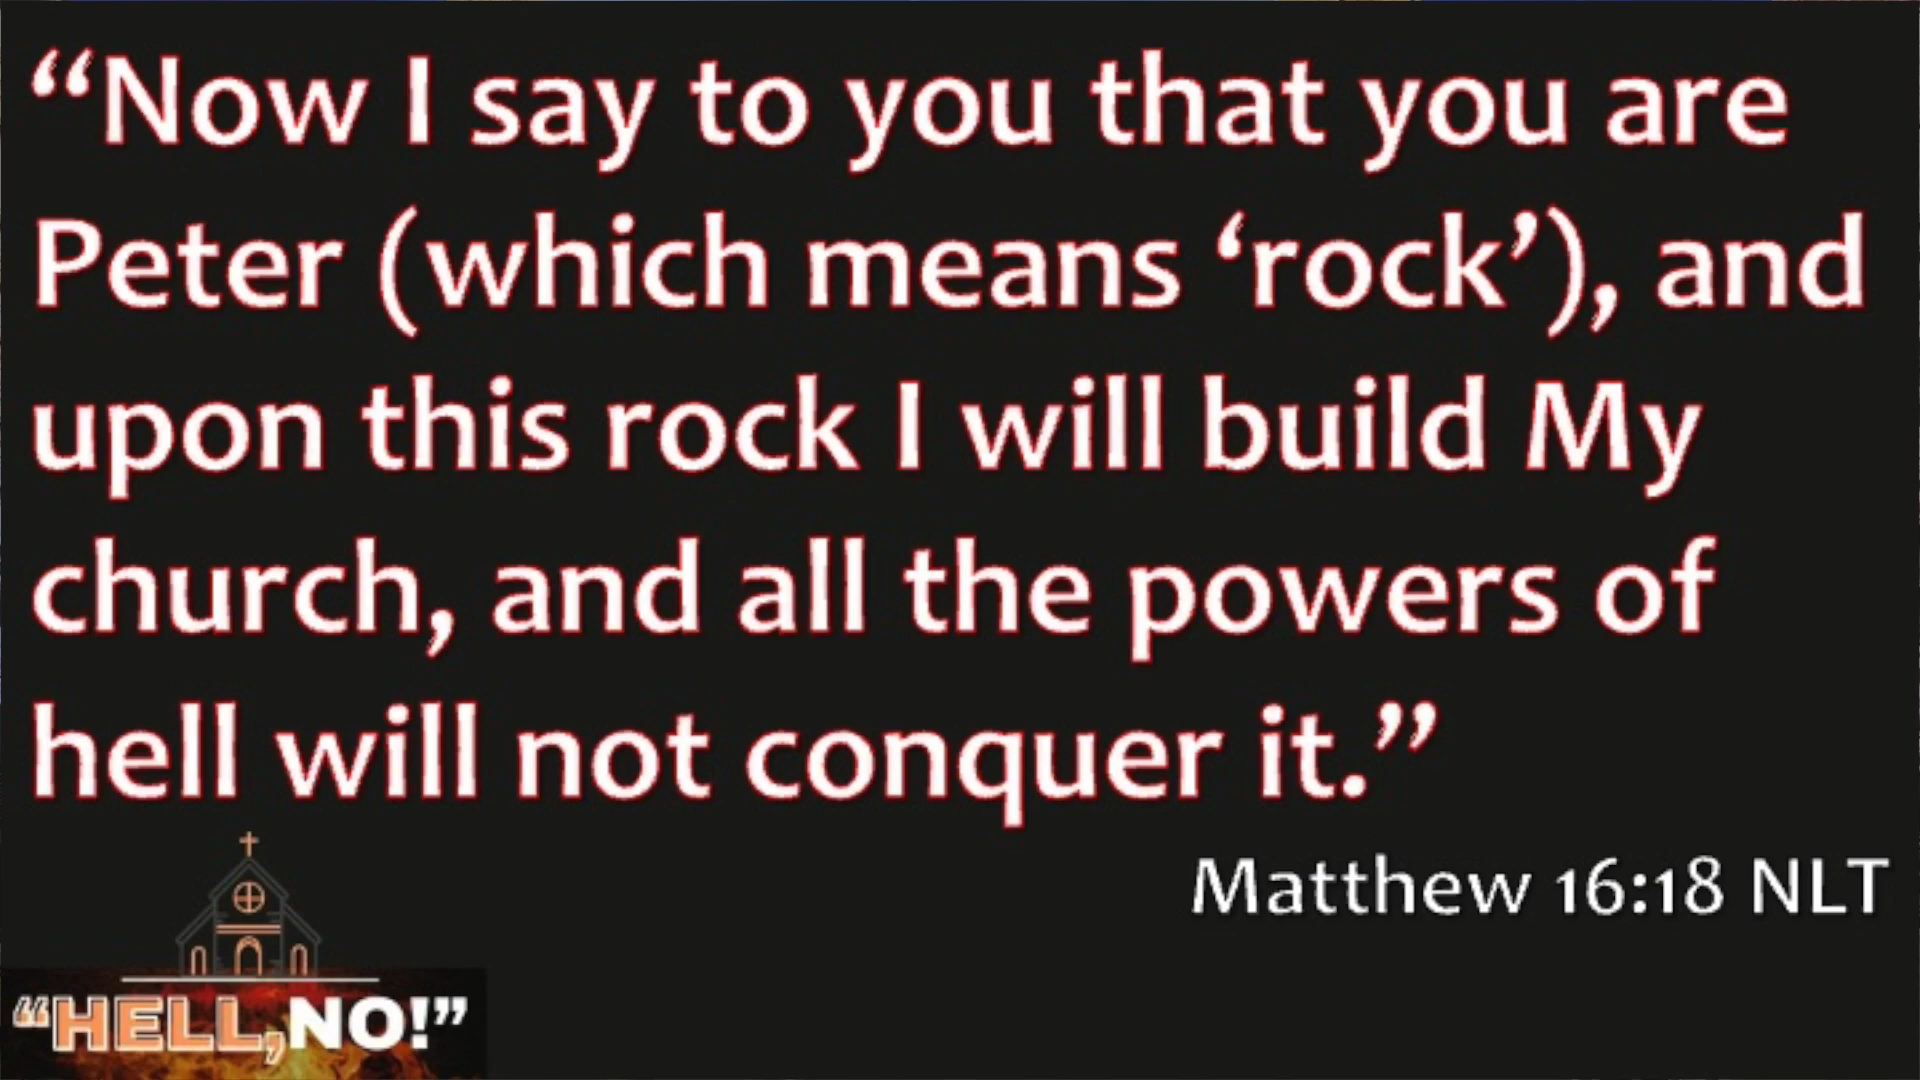 “Now I say to you that you are
Peter (which means ‘rock’), and
upon this rock I will build My
church, and all the powers of
hell will not conquer it.”
Matthew 16:18 NLT
“HELL, NO!”